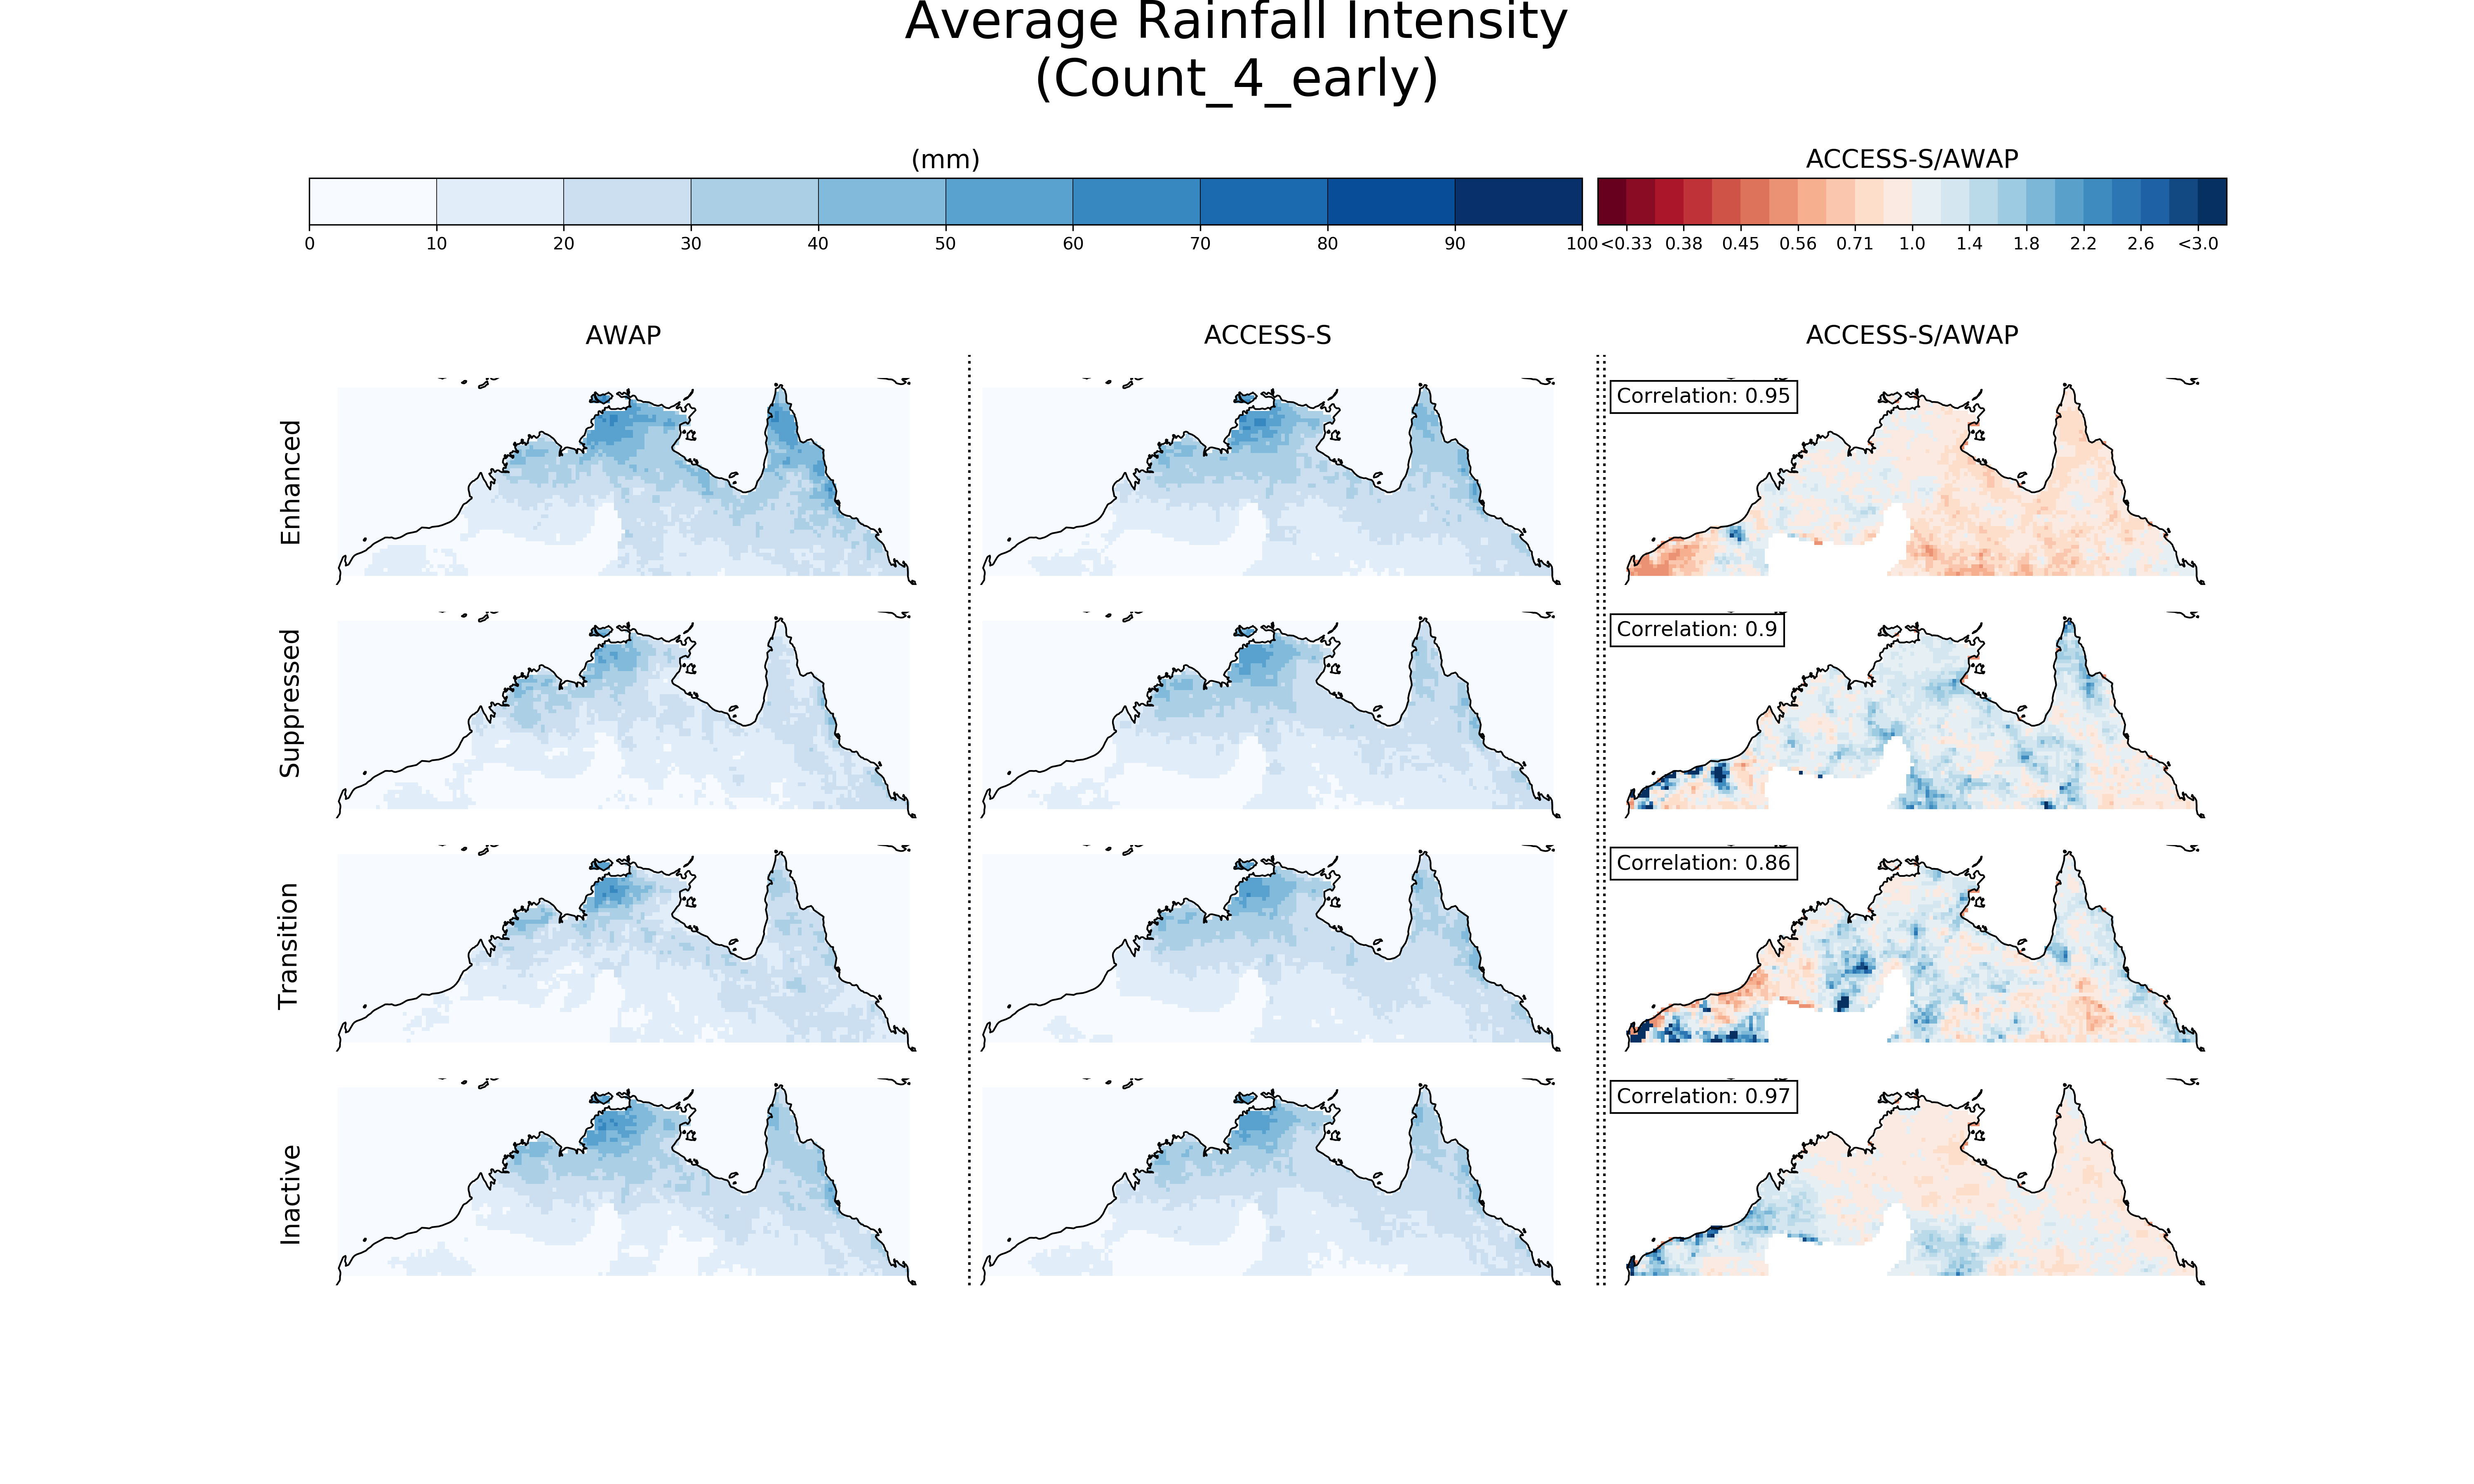 Average Rainfall Intensity
(Count_4_early)
(mm)
ACCESS-S/AWAP
0 10 20 30 40 50 60 70 80 90 100
<0.33 0.38 0.45 0.56 0.71 1.0 1.4 1.8 2.2 2.6 <3.0
AWAP
ACCESS-S
ACCESS-S/AWAP
Enhanced
Correlation: 0.95
Suppressed
Correlation: 0.9
Transition
Correlation: 0.86
Inactive
Correlation: 0.97